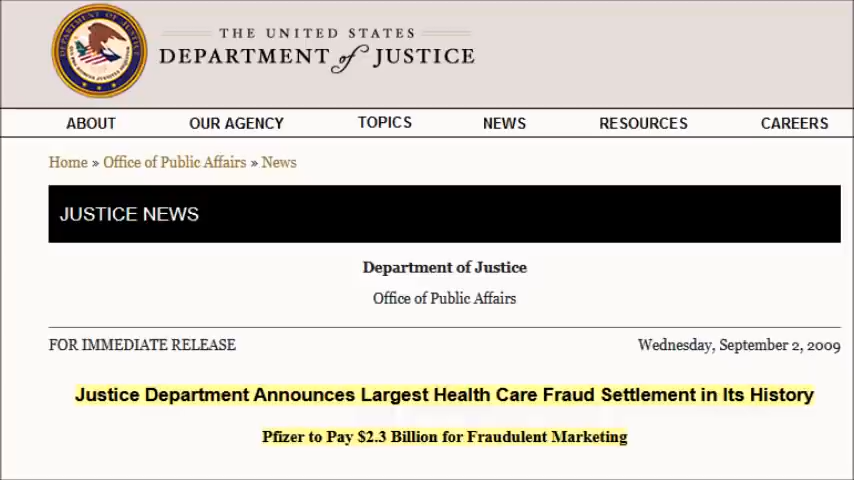 THE UNITED STATES
DEPARTMENT of JUSTICE
ABOUT OUR AGENCY TOPICS NEWS RESOURCES CAREERS
Home » Office of Public Affairs » News
JUSTICE NEWS
Department of Justice
Office of Public Affairs
FOR IMMEDIATE RELEASE Wednesday, September 2, 2009
Justice Department Announces Largest Health Care Fraud Settlement in Its History
Pfizer to Pay $2.3 Billion for Fraudulent Marketing